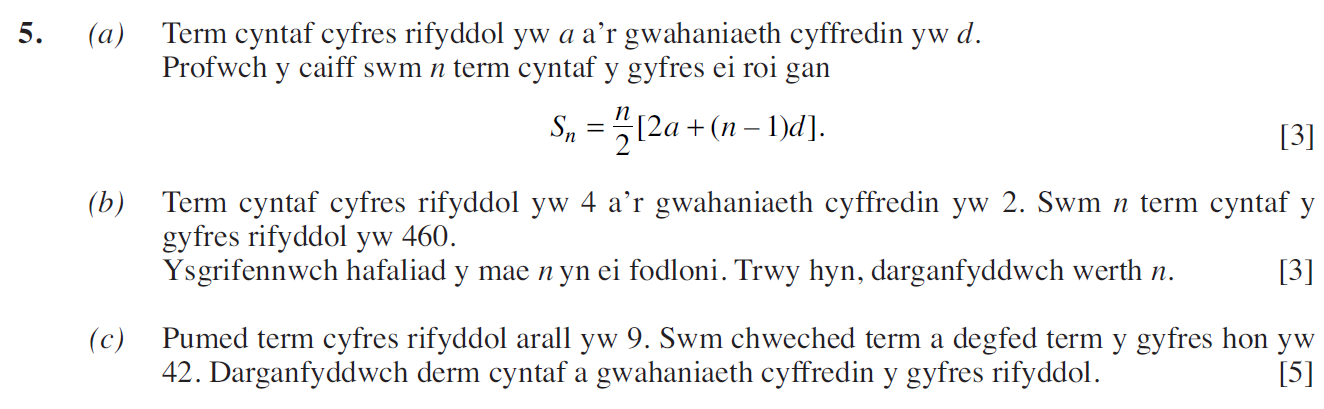 5. (a) Term cyntaf cyfres rifyddol yw a a’r gwahaniaeth cyffredin yw d.
Profwch y caiff swm n term cyntaf y gyfres ei roi gan
Sₙ = n/2 [2a + (n – 1)d].
[3]
(b) Term cyntaf cyfres rifyddol yw 4 a’r gwahaniaeth cyffredin yw 2. Swm n term cyntaf y
gyfres rifyddol yw 460.
Ysgrifennwch hafaliad y mae n yn ei fodloni. Trwy hyn, darganfyddwch werth n. [3]
(c) Pumed term cyfres rifyddol arall yw 9. Swm chweched term a degfed term y gyfres hon yw
42. Darganfyddwch derm cyntaf a gwahaniaeth cyffredin y gyfres rifyddol. [5]